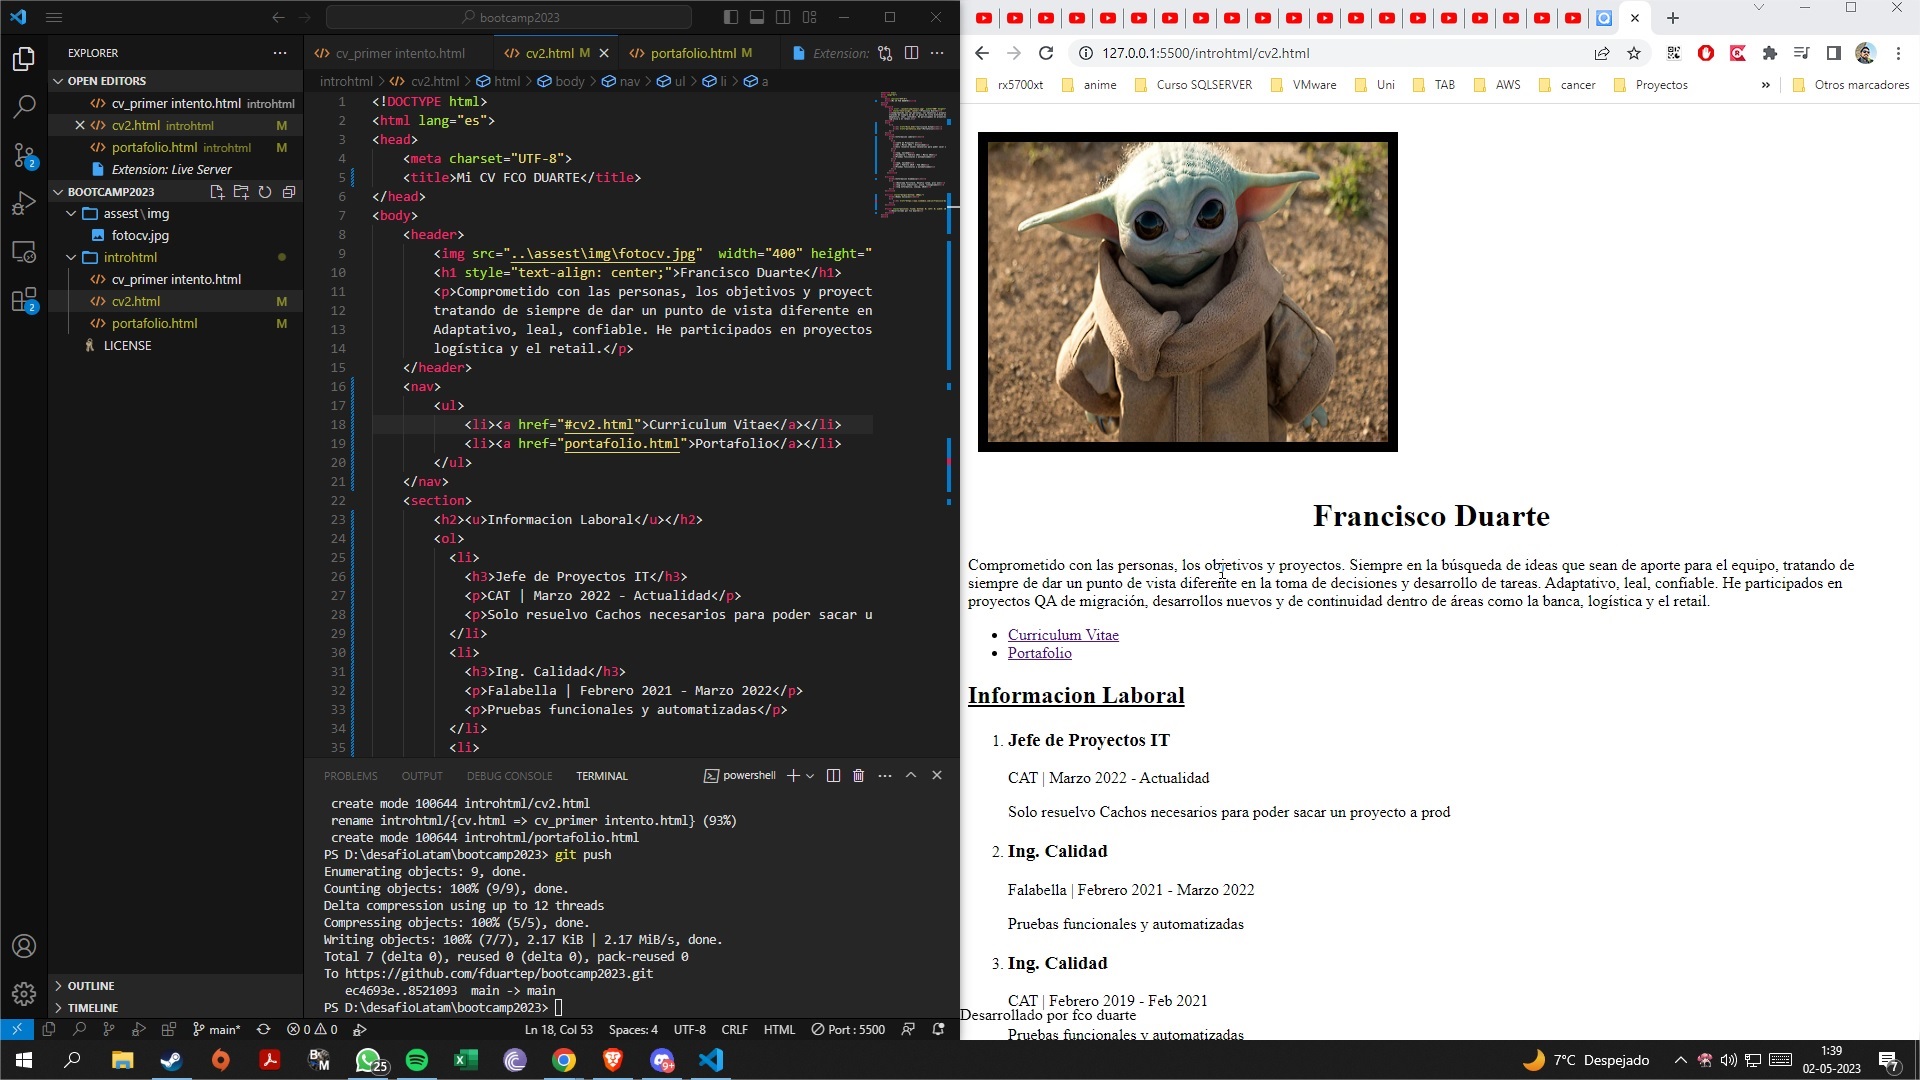 bootcamp2023
EXPLORER
OPEN EDITORS
cv_primer intento.html introhtml
cv2.html introhtml M
portafolio.html introhtml M
Extension: Live Server
BOOTCAMP2023
assest\img
fotocv.jpg
introhtml
cv_primer intento.html
cv2.html M
portafolio.html M
LICENSE
OUTLINE
TIMELINE
2
2
cv_primer intento.html
cv2.html M
portafolio.html M
Extension:
introhtml > cv2.html > html > body > nav > ul > li > a
1 <!DOCTYPE html>
2 <html lang="es">
3 <head>
4 <meta charset="UTF-8">
5 <title>Mi CV FCO DUARTE</title>
6 </head>
7 <body>
8 <header>
9 <img src="..\assest\img\fotocv.jpg"  width="400" height="
10 <h1 style="text-align: center;">Francisco Duarte</h1>
11 <p>Comprometido con las personas, los objetivos y proyect
12 tratando de siempre de dar un punto de vista diferente en
13 Adaptativo, leal, confiable. He participados en proyectos
14 logística y el retail.</p>
15 </header>
16 <nav>
17 <ul>
18 <li><a href="#cv2.html">Curriculum Vitae</a></li>
19 <li><a href="portafolio.html">Portafolio</a></li>
20 </ul>
21 </nav>
22 <section>
23 <h2><u>Informacion Laboral</u></h2>
24 <ol>
25 <li>
26 <h3>Jefe de Proyectos IT</h3>
27 <p>CAT | Marzo 2022 - Actualidad</p>
28 <p>Solo resuelvo Cachos necesarios para poder sacar u
29 </li>
30 <li>
31 <h3>Ing. Calidad</h3>
32 <p>Falabella | Febrero 2021 - Marzo 2022</p>
33 <p>Pruebas funcionales y automatizadas</p>
34 </li>
35 <li>
PROBLEMS OUTPUT DEBUG CONSOLE TERMINAL powershell
create mode 100644 introhtml/cv2.html
rename introhtml/{cv.html => cv_primer intento.html} (93%)
create mode 100644 introhtml/portafolio.html
PS D:\desafioLatam\bootcamp2023> git push
Enumerating objects: 9, done.
Counting objects: 100% (9/9), done.
Delta compression using up to 12 threads
Compressing objects: 100% (5/5), done.
Writing objects: 100% (7/7), 2.17 KiB | 2.17 MiB/s, done.
Total 7 (delta 0), reused 0 (delta 0), pack-reused 0
To https://github.com/fduartep/bootcamp2023.git
ec4693e..8521093  main -> main
PS D:\desafioLatam\bootcamp2023>
main* 0 0 Ln 18, Col 53 Spaces: 4 UTF-8 CRLF HTML Port : 5500
127.0.0.1:5500/introhtml/cv2.html
rx5700xt anime Curso SQLSERVER VMware Uni TAB AWS cancer Proyectos » Otros marcadores
Francisco Duarte
Comprometido con las personas, los objetivos y proyectos. Siempre en la búsqueda de ideas que sean de aporte para el equipo, tratando de
siempre de dar un punto de vista diferente en la toma de decisiones y desarrollo de tareas. Adaptativo, leal, confiable. He participados en
proyectos QA de migración, desarrollos nuevos y de continuidad dentro de áreas como la banca, logística y el retail.
• Curriculum Vitae
• Portafolio
Informacion Laboral
1. Jefe de Proyectos IT
CAT | Marzo 2022 - Actualidad
Solo resuelvo Cachos necesarios para poder sacar un proyecto a prod
2. Ing. Calidad
Falabella | Febrero 2021 - Marzo 2022
Pruebas funcionales y automatizadas
3. Ing. Calidad
CAT | Febrero 2019 - Feb 2021
Desarrollado por fco duarte
Pruebas funcionales y automatizadas
25
9+
7°C Despejado
1:39
02-05-2023
7